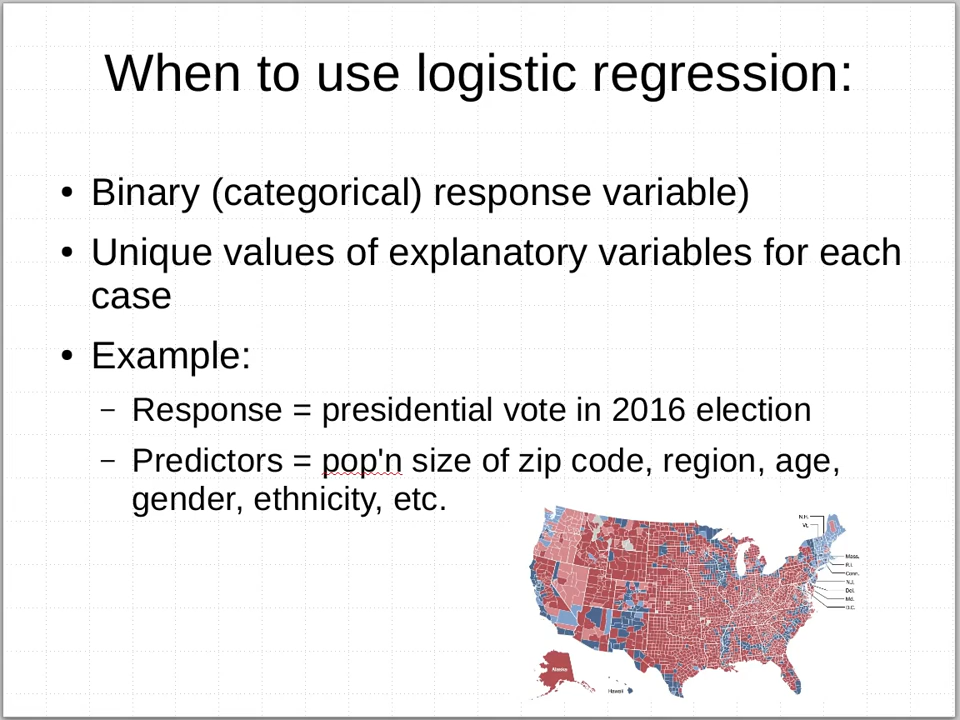 When to use logistic regression:
• Binary (categorical) response variable)
• Unique values of explanatory variables for each
case
• Example:
– Response = presidential vote in 2016 election
– Predictors = pop'n size of zip code, region, age,
gender, ethnicity, etc.
N.H.
Vt.
Mass.
R.I.
Conn.
N.J.
Del.
Md.
D.C.
Alaska
Hawaii